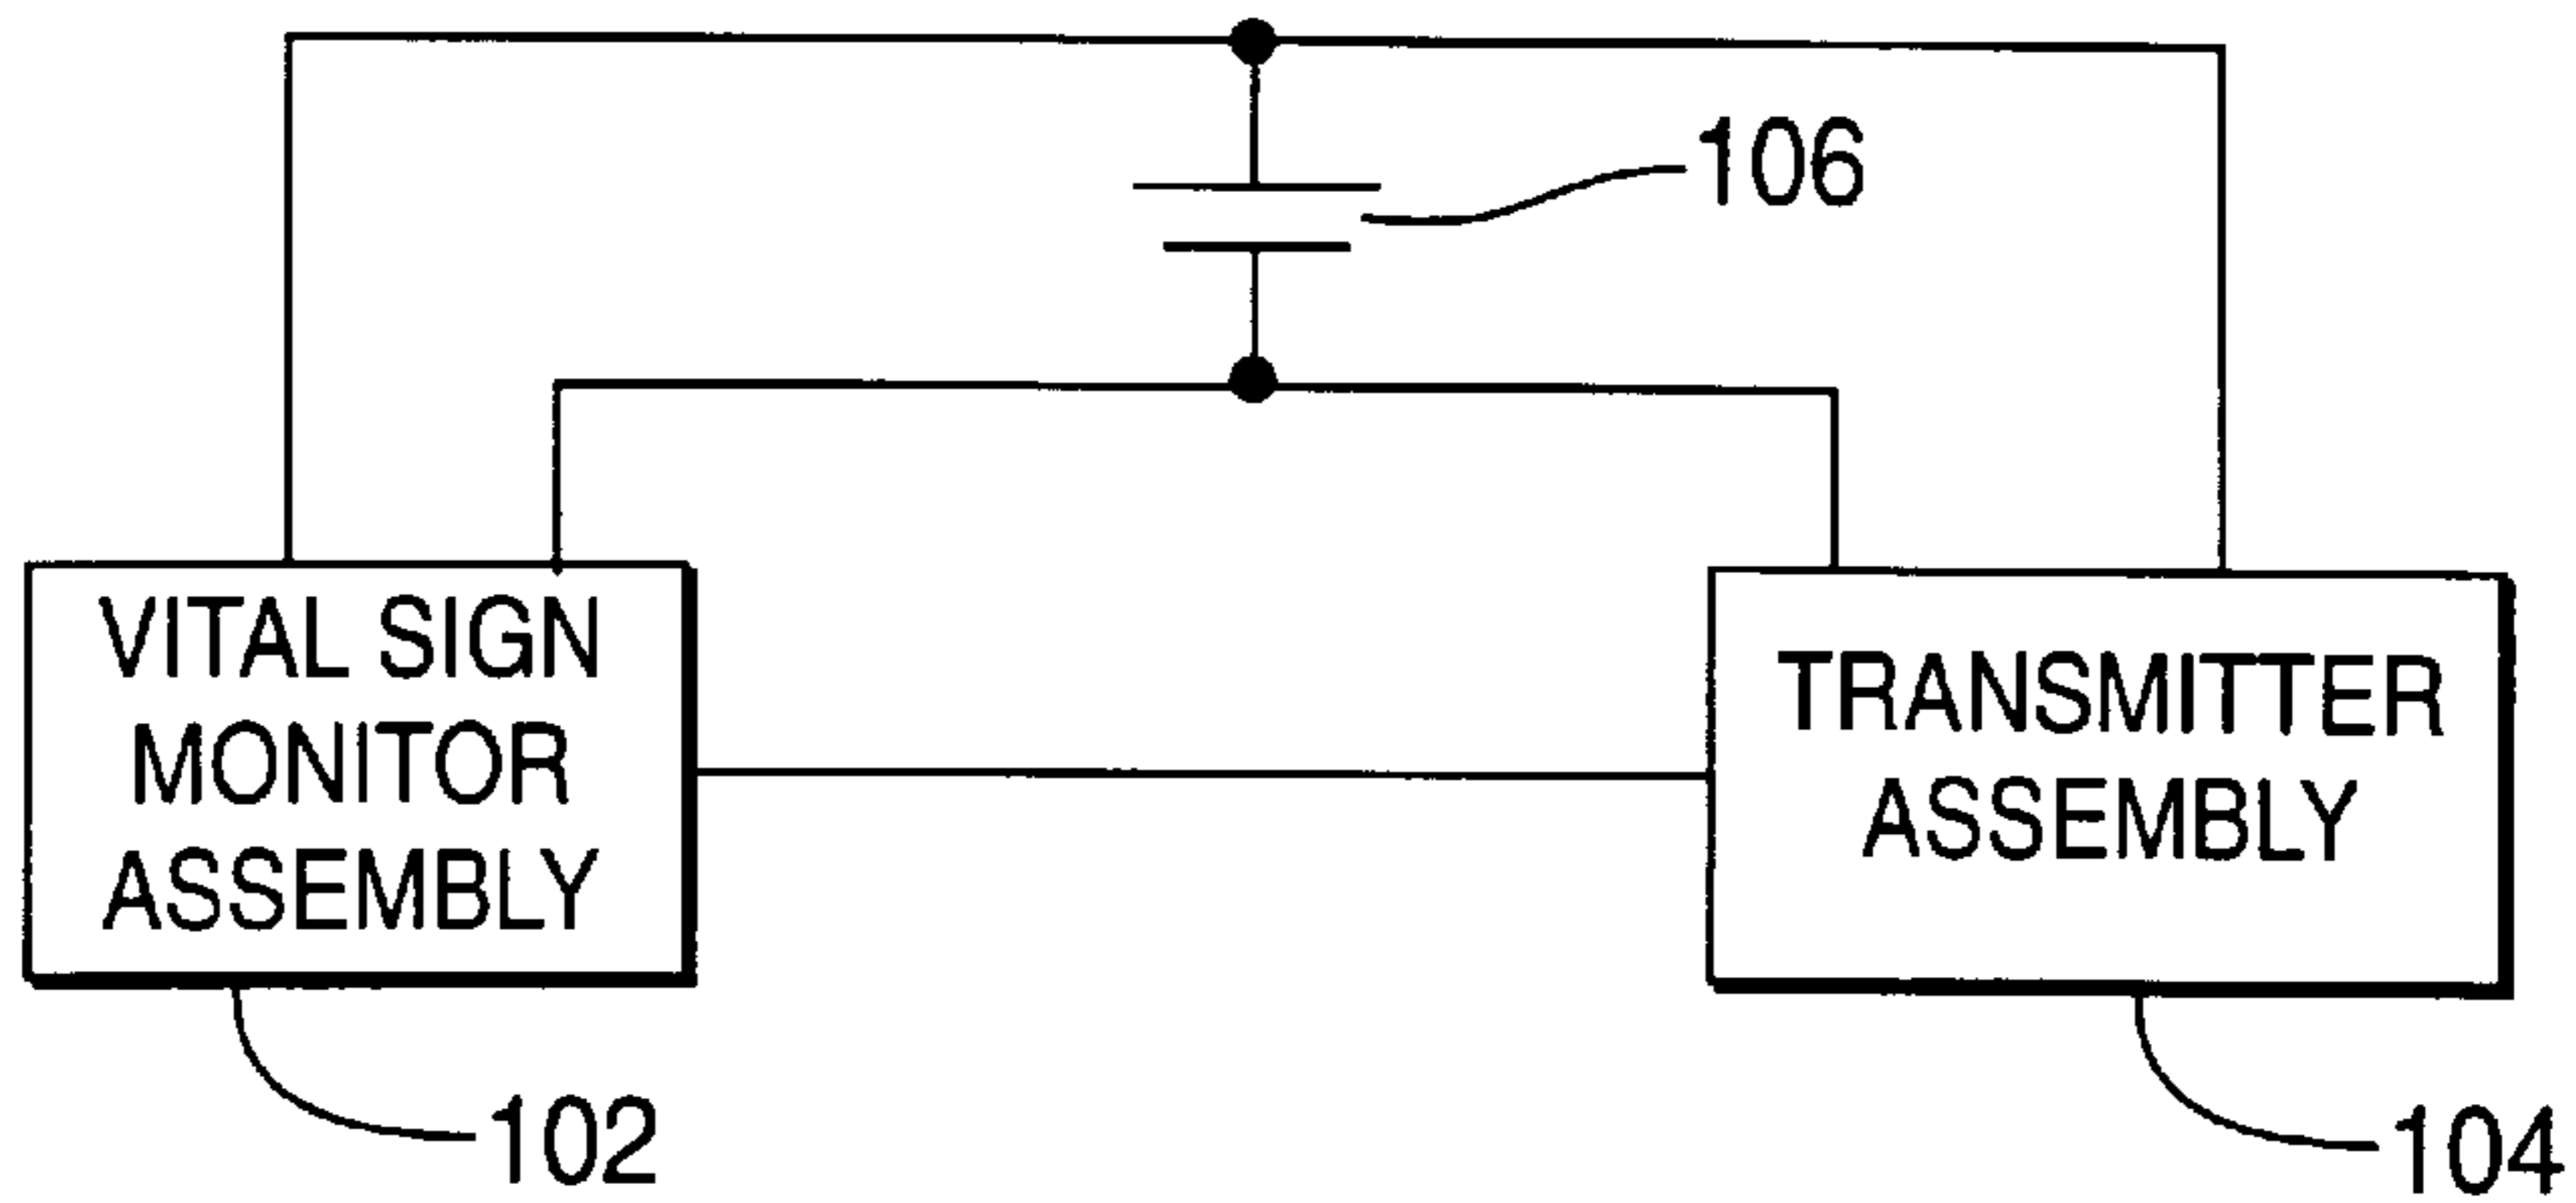 106
VITAL SIGN
MONITOR
ASSEMBLY
TRANSMITTER
ASSEMBLY
102
104